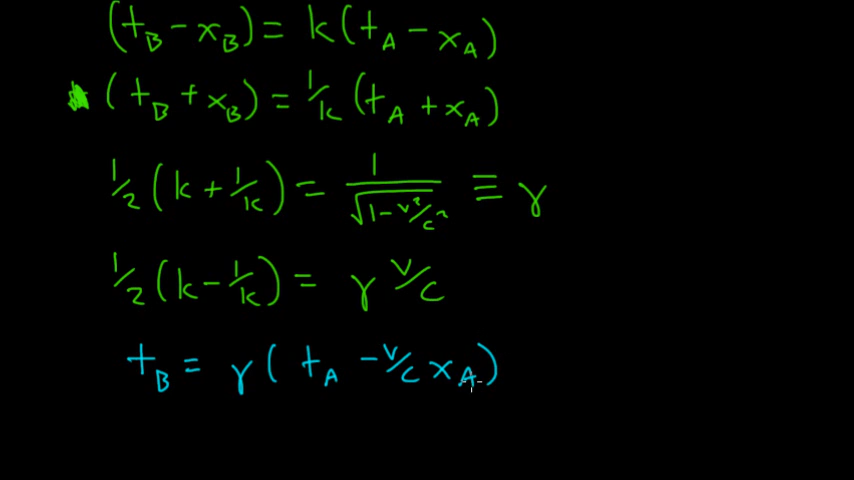 (t_B - x_B) = k(t_A - x_A)
(t_B + x_B) = 1/k (t_A + x_A)
1/2 (k + 1/k) = 1/√(1 - v²/c²) ≡ γ
1/2 (k - 1/k) = γ v/c
t_B = γ( t_A - v/c x_A)